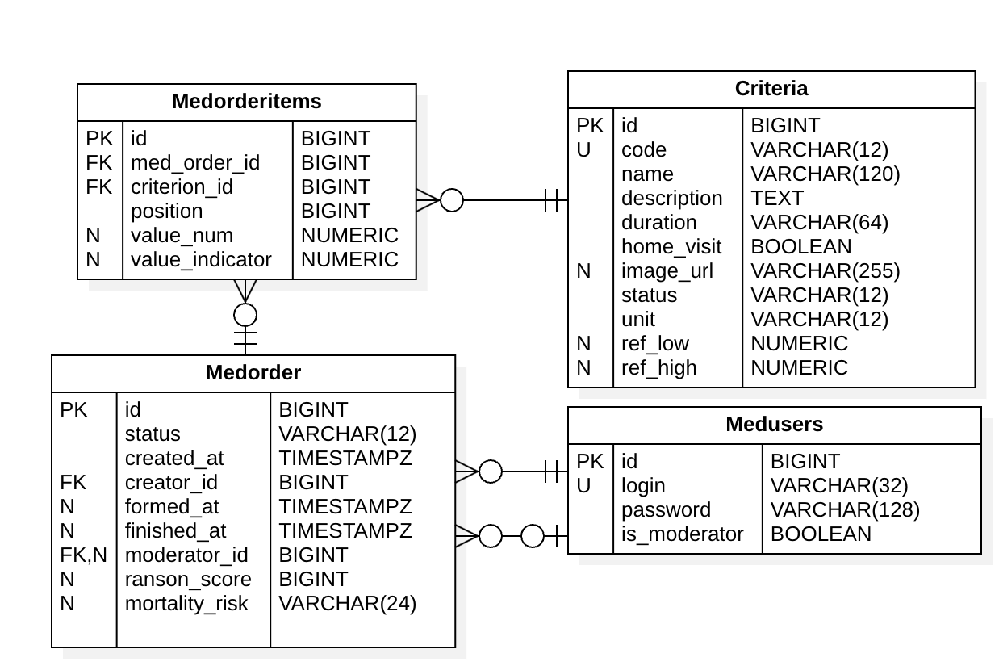 Medorderitems
PK id BIGINT
FK med_order_id BIGINT
FK criterion_id BIGINT
position BIGINT
N value_num NUMERIC
N value_indicator NUMERIC
Criteria
PK id BIGINT
U code VARCHAR(12)
name VARCHAR(120)
description TEXT
duration VARCHAR(64)
home_visit BOOLEAN
N image_url VARCHAR(255)
status VARCHAR(12)
unit VARCHAR(12)
N ref_low NUMERIC
N ref_high NUMERIC
Medorder
PK id BIGINT
status VARCHAR(12)
created_at TIMESTAMPZ
FK creator_id BIGINT
N formed_at TIMESTAMPZ
N finished_at TIMESTAMPZ
FK,N moderator_id BIGINT
N ranson_score BIGINT
N mortality_risk VARCHAR(24)
Medusers
PK id BIGINT
U login VARCHAR(32)
password VARCHAR(128)
is_moderator BOOLEAN